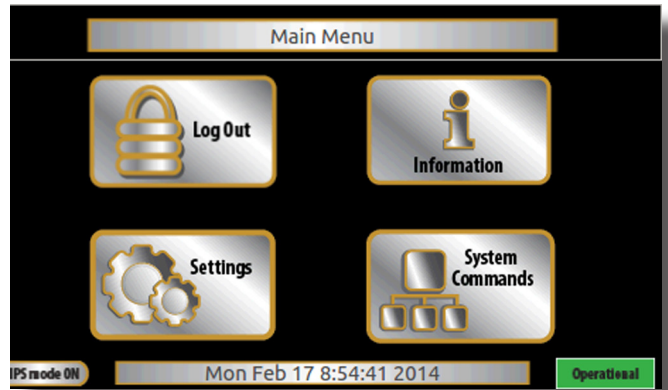 Main Menu
Log Out
Information
Settings
System
Commands
IPS mode ON
Mon Feb 17 8:54:41 2014
Operational